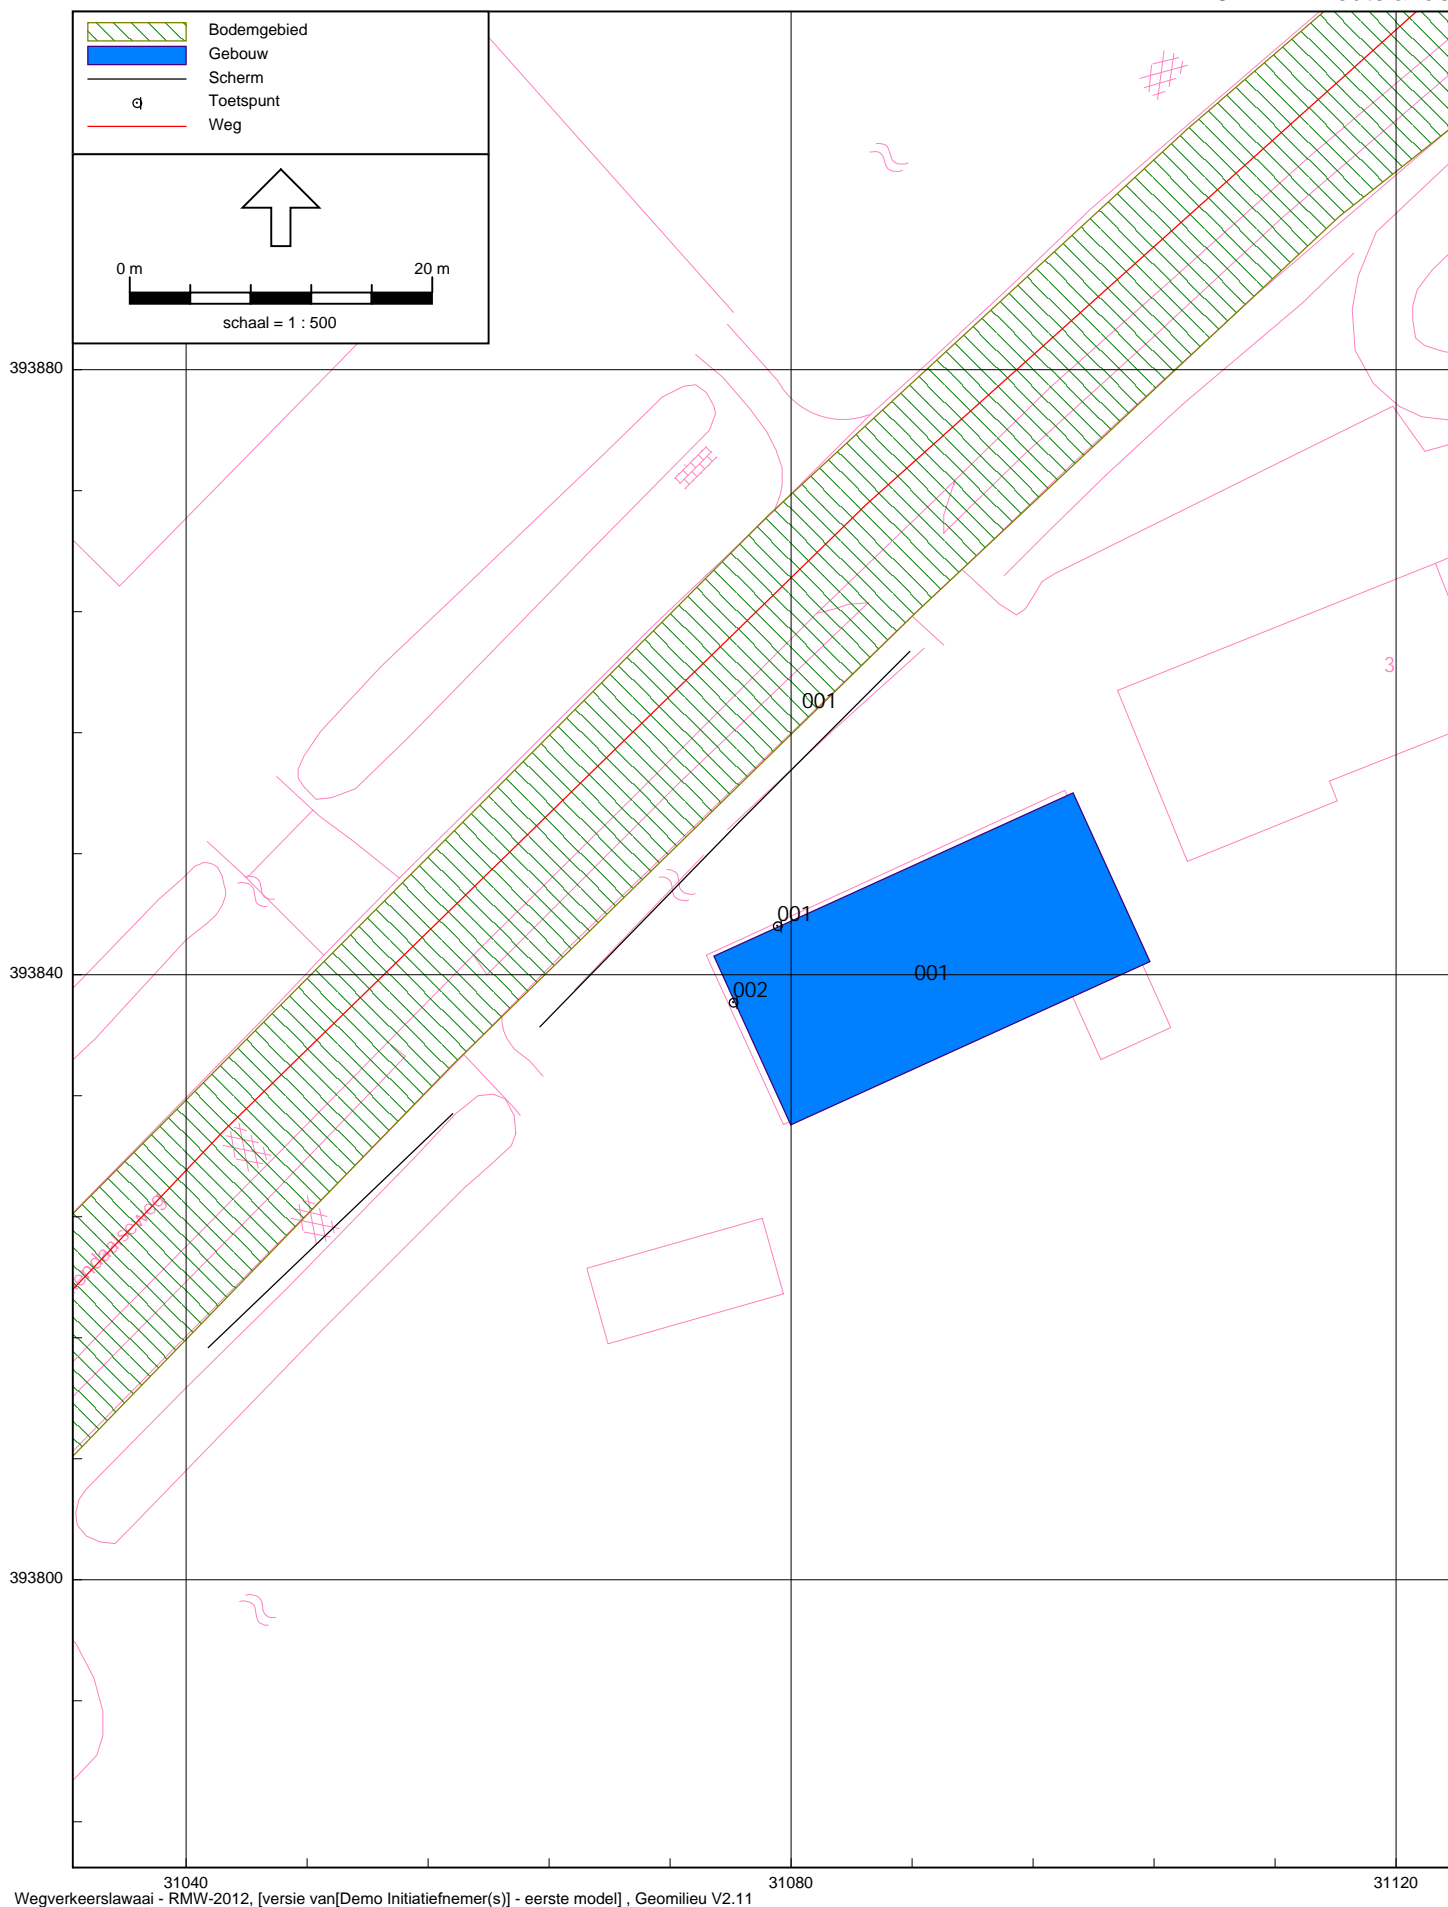 Bodemgebied
Gebouw
Scherm
Toetspunt
Weg
0 m 20 m
schaal = 1 : 500
393880
3
001
001
393840
001
002
393800
31040
31080
31120
Wegverkeerslawaai - RMW-2012, [versie van[Demo Initiatiefnemer(s)] - eerste model] , Geomilieu V2.11